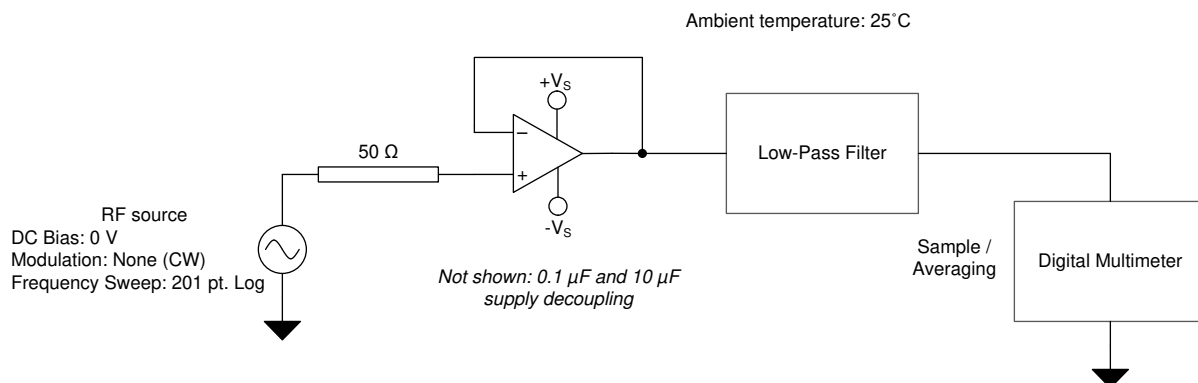 Ambient temperature: 25˚C
+VS
50 Ω
−
+
-VS
Low-Pass Filter
RF source
DC Bias: 0 V
Modulation: None (CW)
Frequency Sweep: 201 pt. Log
Not shown: 0.1 µF and 10 µF
supply decoupling
Sample /
Averaging
Digital Multimeter